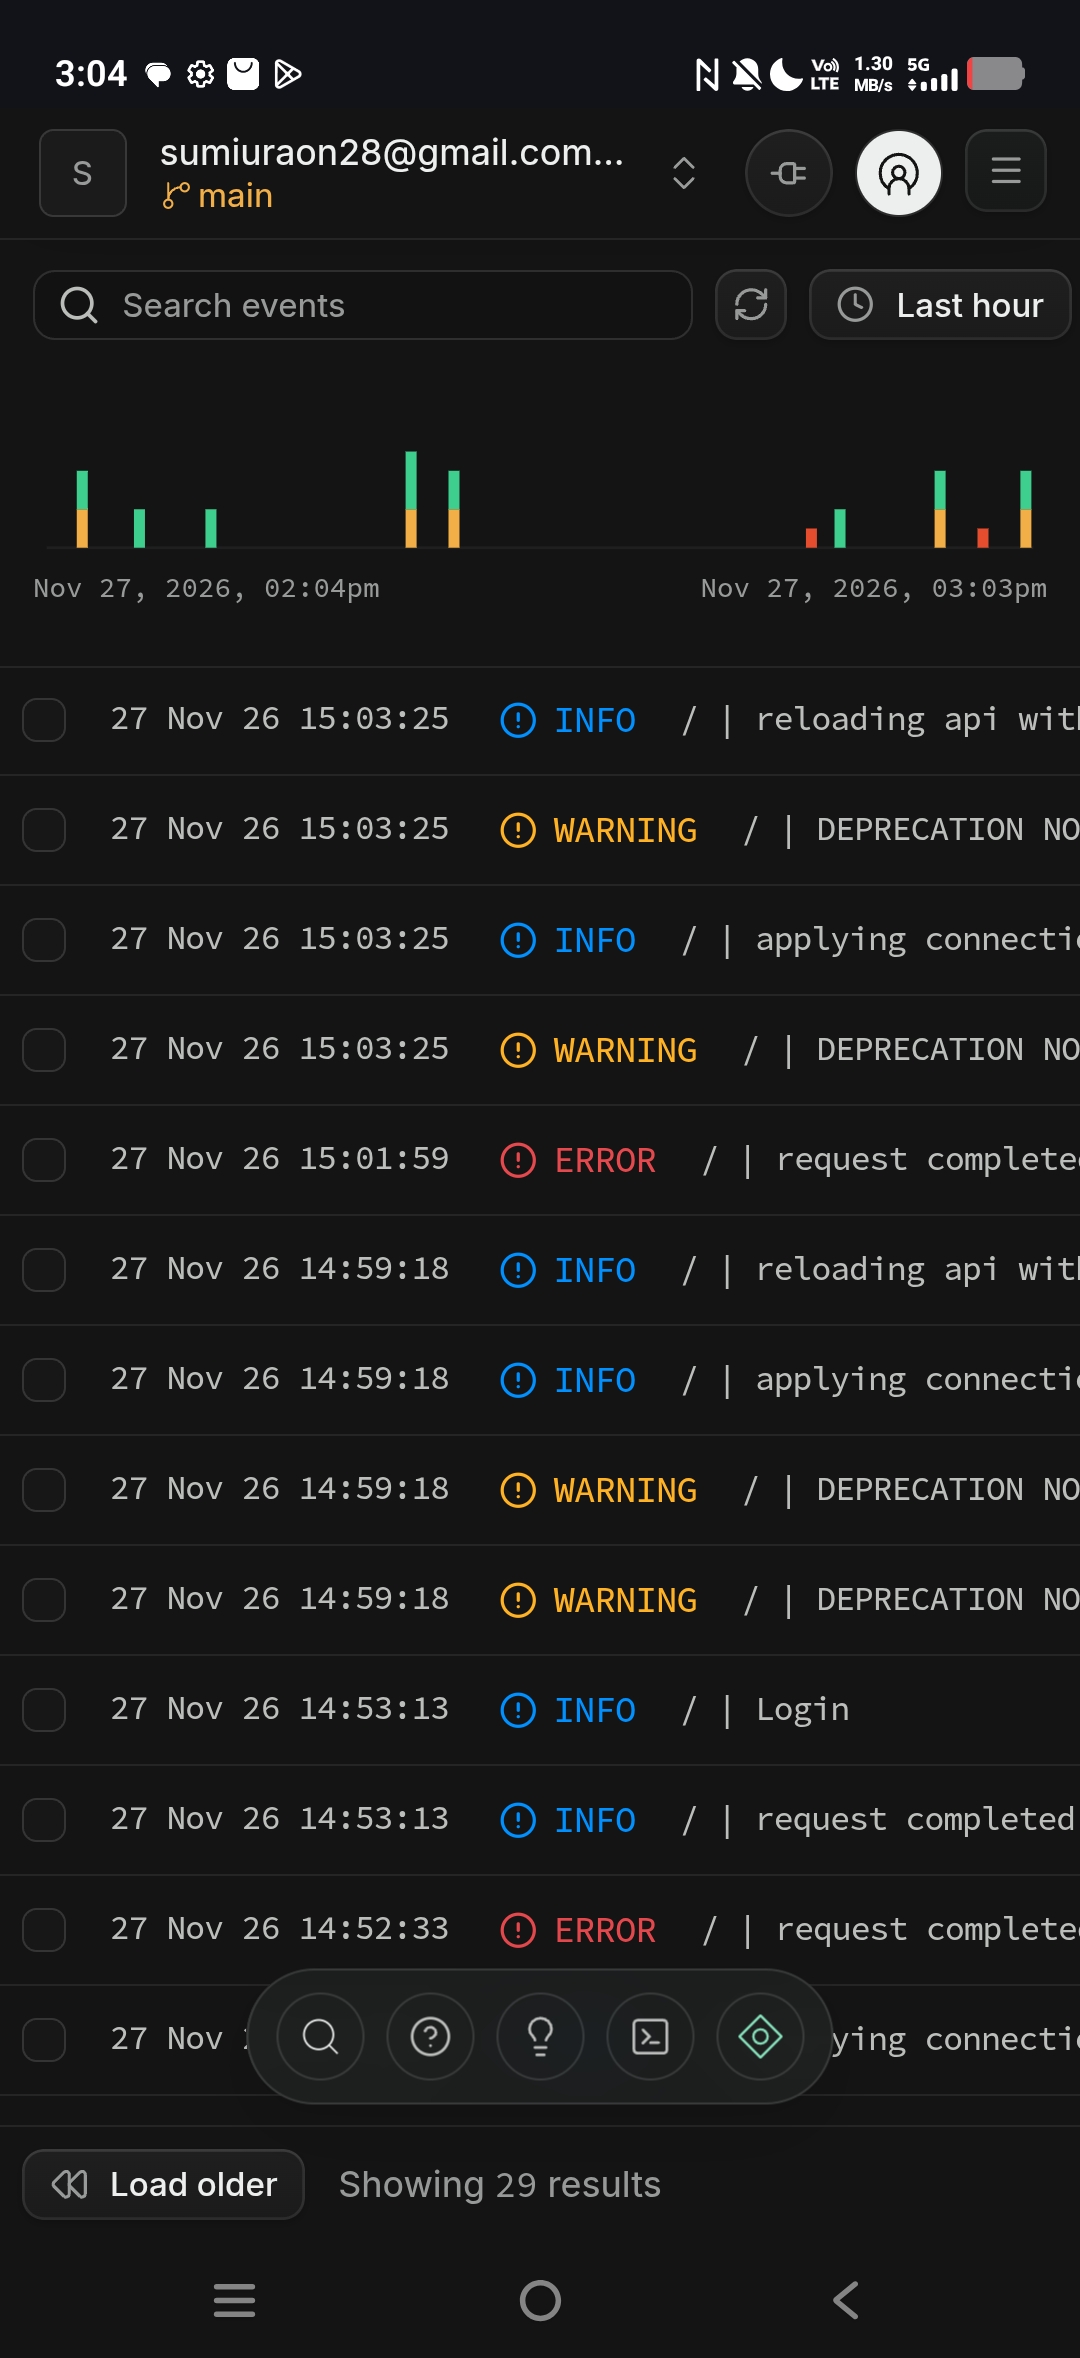 3:04
Vo)) LTE 1.30 MB/s 5G
S
sumiuraon28@gmail.com...
main
Search events
Last hour
Nov 27, 2026, 02:04pm
Nov 27, 2026, 03:03pm
27 Nov 26 15:03:25 INFO / | reloading api with
27 Nov 26 15:03:25 WARNING / | DEPRECATION NO
27 Nov 26 15:03:25 INFO / | applying connectio
27 Nov 26 15:03:25 WARNING / | DEPRECATION NO
27 Nov 26 15:01:59 ERROR / | request complete
27 Nov 26 14:59:18 INFO / | reloading api with
27 Nov 26 14:59:18 INFO / | applying connectio
27 Nov 26 14:59:18 WARNING / | DEPRECATION NO
27 Nov 26 14:59:18 WARNING / | DEPRECATION NO
27 Nov 26 14:53:13 INFO / | Login
27 Nov 26 14:53:13 INFO / | request completed
27 Nov 26 14:52:33 ERROR / | request complete
27 Nov ying connectio
Load older
Showing 29 results